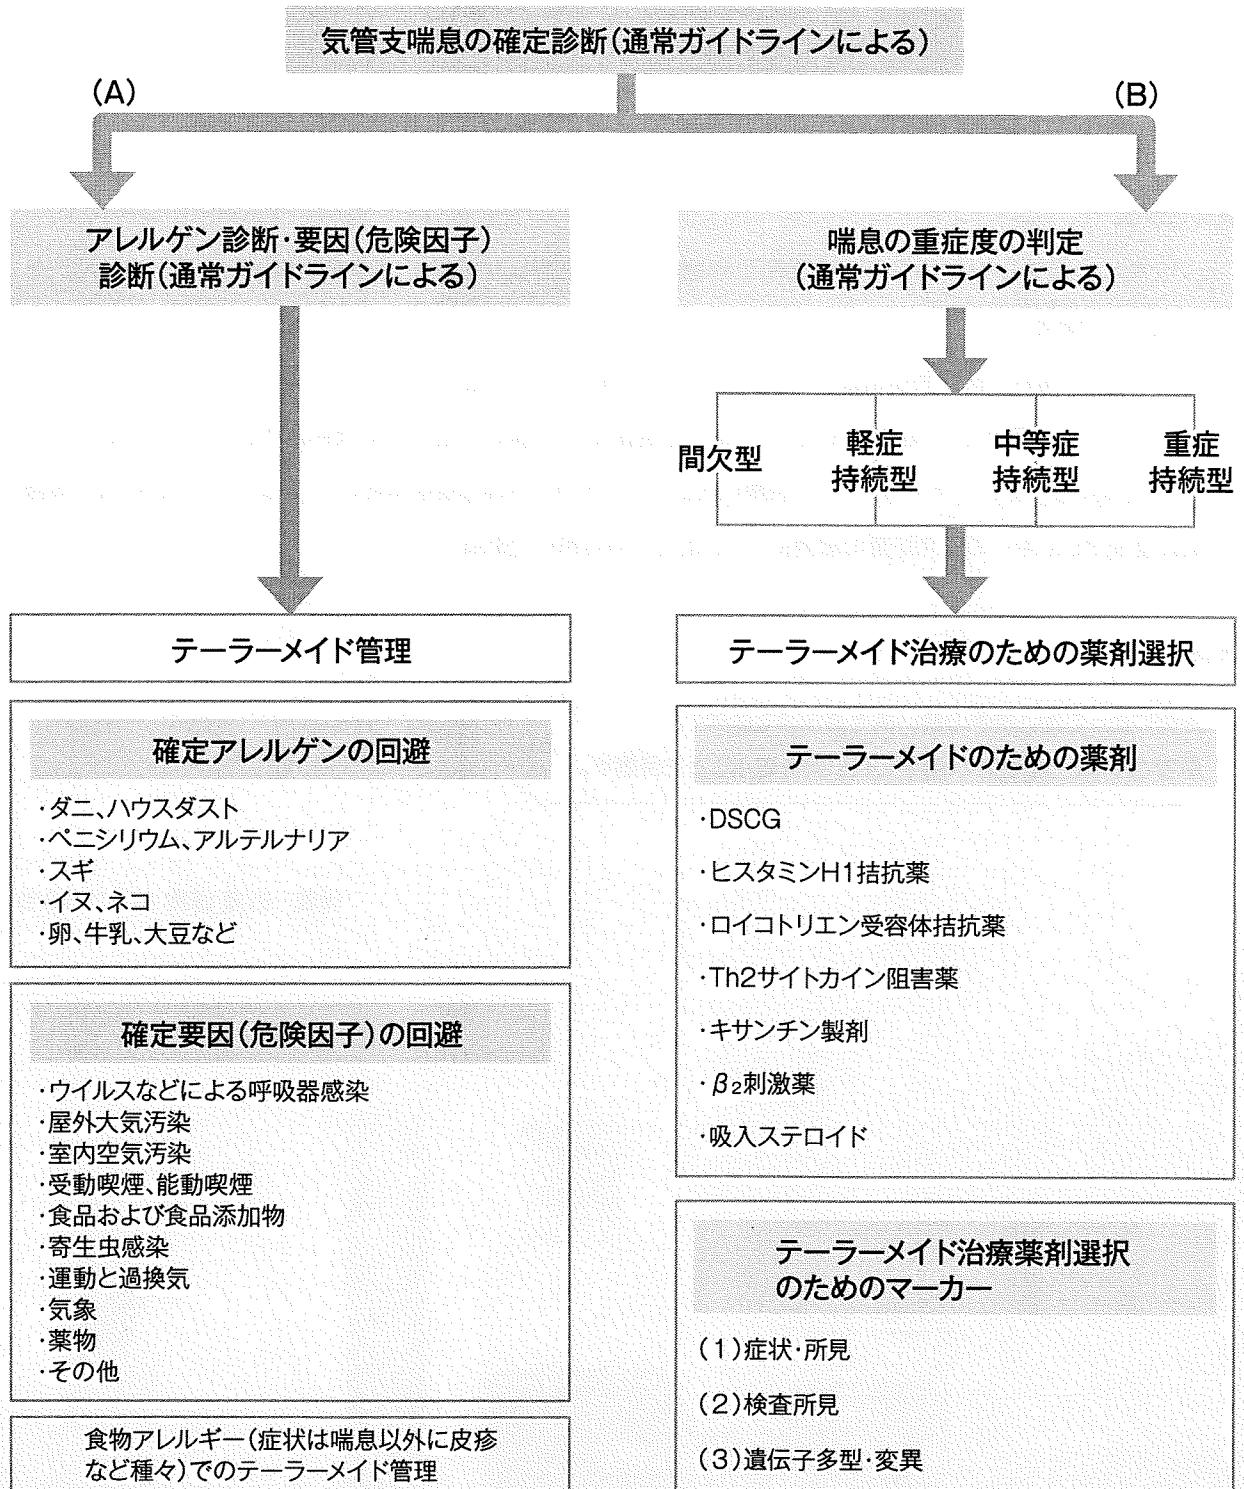 気管支喘息の確定診断(通常ガイドラインによる)
(A)
(B)
アレルゲン診断・要因(危険因子)
診断(通常ガイドラインによる)
テーラーメイド管理
確定アレルゲンの回避
・ダニ、ハウスダスト
・ペニシリウム、アルテルナリア
・スギ
・イヌ、ネコ
・卵、牛乳、大豆など
確定要因(危険因子)の回避
・ウイルスなどによる呼吸器感染
・屋外大気汚染
・室内空気汚染
・受動喫煙、能動喫煙
・食品および食品添加物
・寄生虫感染
・運動と過換気
・気象
・薬物
・その他
食物アレルギー(症状は喘息以外に皮疹
など種々)でのテーラーメイド管理
喘息の重症度の判定
(通常ガイドラインによる)
間欠型
軽症
持続型
中等症
持続型
重症
持続型
テーラーメイド治療のための薬剤選択
テーラーメイドのための薬剤
・DSCG
・ヒスタミンH1拮抗薬
・ロイコトリエン受容体拮抗薬
・Th2サイトカイン阻害薬
・キサンチン製剤
・β₂刺激薬
・吸入ステロイド
テーラーメイド治療薬剤選択
のためのマーカー
(1)症状・所見
(2)検査所見
(3)遺伝子多型・変異